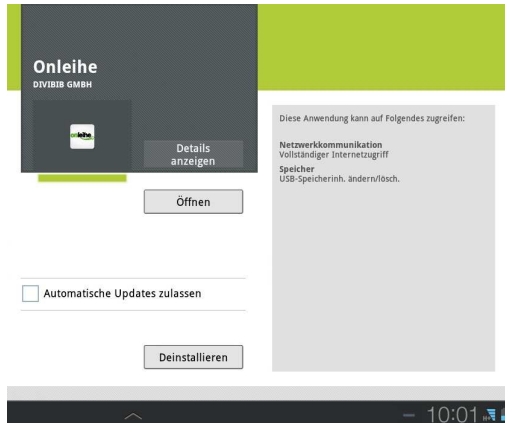 Onleihe
DIVIBIB GMBH
onleihe
Details
anzeigen
Öffnen
Automatische Updates zulassen
Deinstallieren
Diese Anwendung kann auf Folgendes zugreifen:
Netzwerkkommunikation
Vollständiger Internetzugriff
Speicher
USB-Speicherinh. ändern/lösch.
10:01